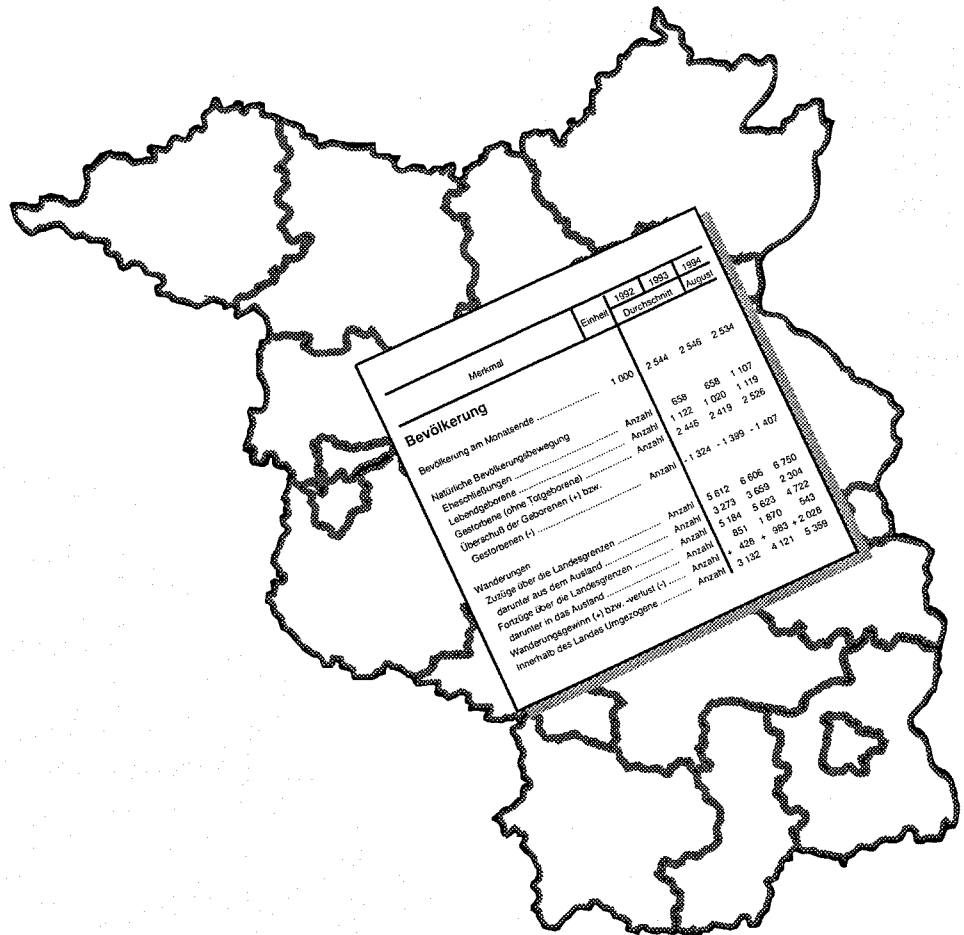 Merkmal Einheit 1992 1993 1994
Durchschnitt August
Bevölkerung
Bevölkerung am Monatsende .................... 1 000 2 544 2 546 2 534
Natürliche Bevölkerungsbewegung
Eheschließungen .................... Anzahl 658 658 1 107
Lebendgeborene .................... Anzahl 1 122 1 020 1 119
Gestorbene (ohne Totgeborene) .................... Anzahl 2 446 2 419 2 526
Überschuß der Geborenen (+) bzw.
Gestorbenen (-) .................... Anzahl - 1 324 - 1 399 - 1 407
Wanderungen
Zuzüge über die Landesgrenzen .................... Anzahl 5 612 6 606 6 750
darunter aus dem Ausland .................... Anzahl 3 273 3 659 2 304
Fortzüge über die Landesgrenzen .................... Anzahl 5 184 5 623 4 722
darunter in das Ausland .................... Anzahl 851 1 870 543
Wanderungsgewinn (+) bzw. -verlust (-) ..... Anzahl + 428 + 983 + 2 028
Innerhalb des Landes Umgezogene ........... Anzahl 3 132 4 121 5 359